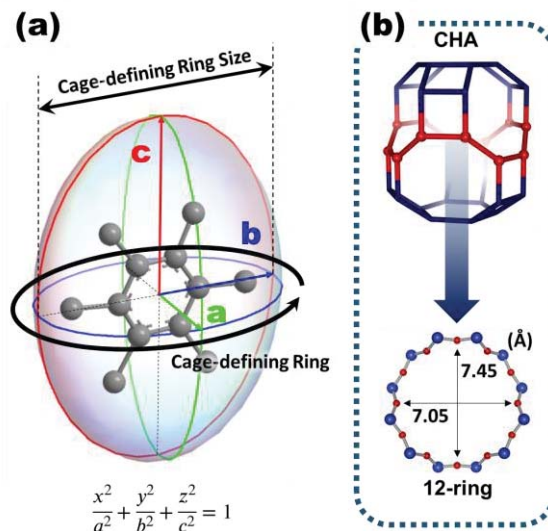 (a)
Cage-defining Ring Size
c
b
a
Cage-defining Ring
x²/a² + y²/b² + z²/c² = 1
(b)
CHA
(Å)
7.45
7.05
12-ring